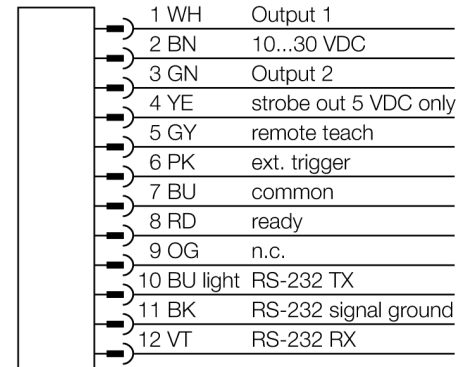 1 WH Output 1
2 BN 10...30 VDC
3 GN Output 2
4 YE strobe out 5 VDC only
5 GY remote teach
6 PK ext. trigger
7 BU common
8 RD ready
9 OG n.c.
10 BU light RS-232 TX
11 BK RS-232 signal ground
12 VT RS-232 RX